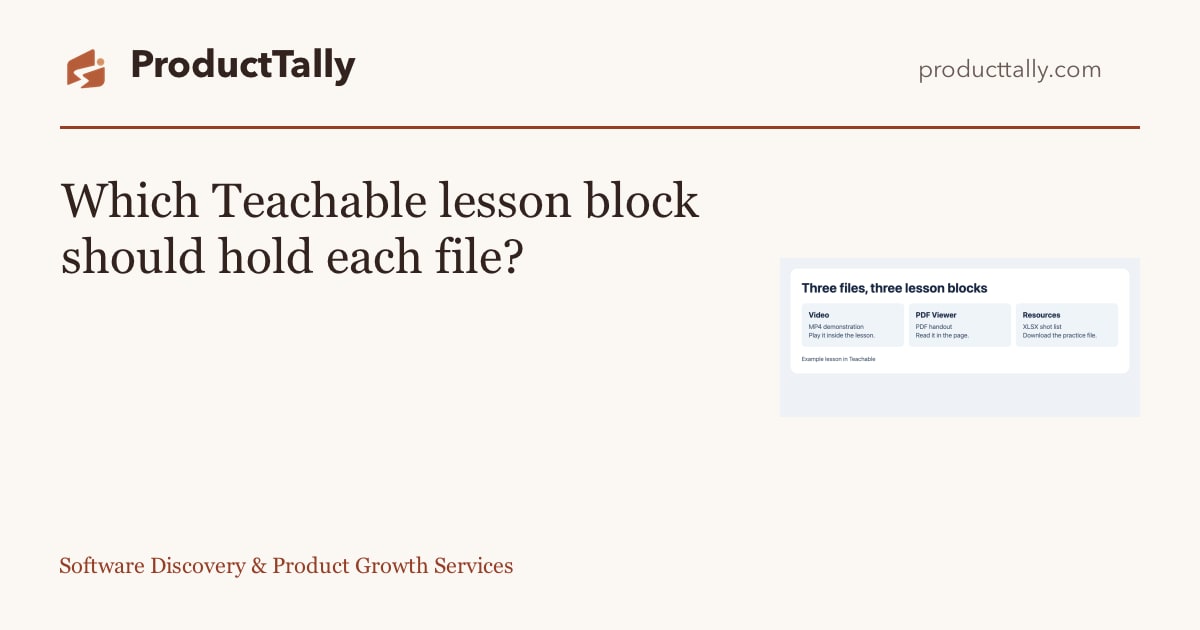 ProductTally
producttally.com
Which Teachable lesson block
should hold each file?
Three files, three lesson blocks
Video
MP4 demonstration
Play it inside the lesson.
PDF Viewer
PDF handout
Read it in the page.
Resources
XLSX shot list
Download the practice file.
Example lesson in Teachable
Software Discovery & Product Growth Services